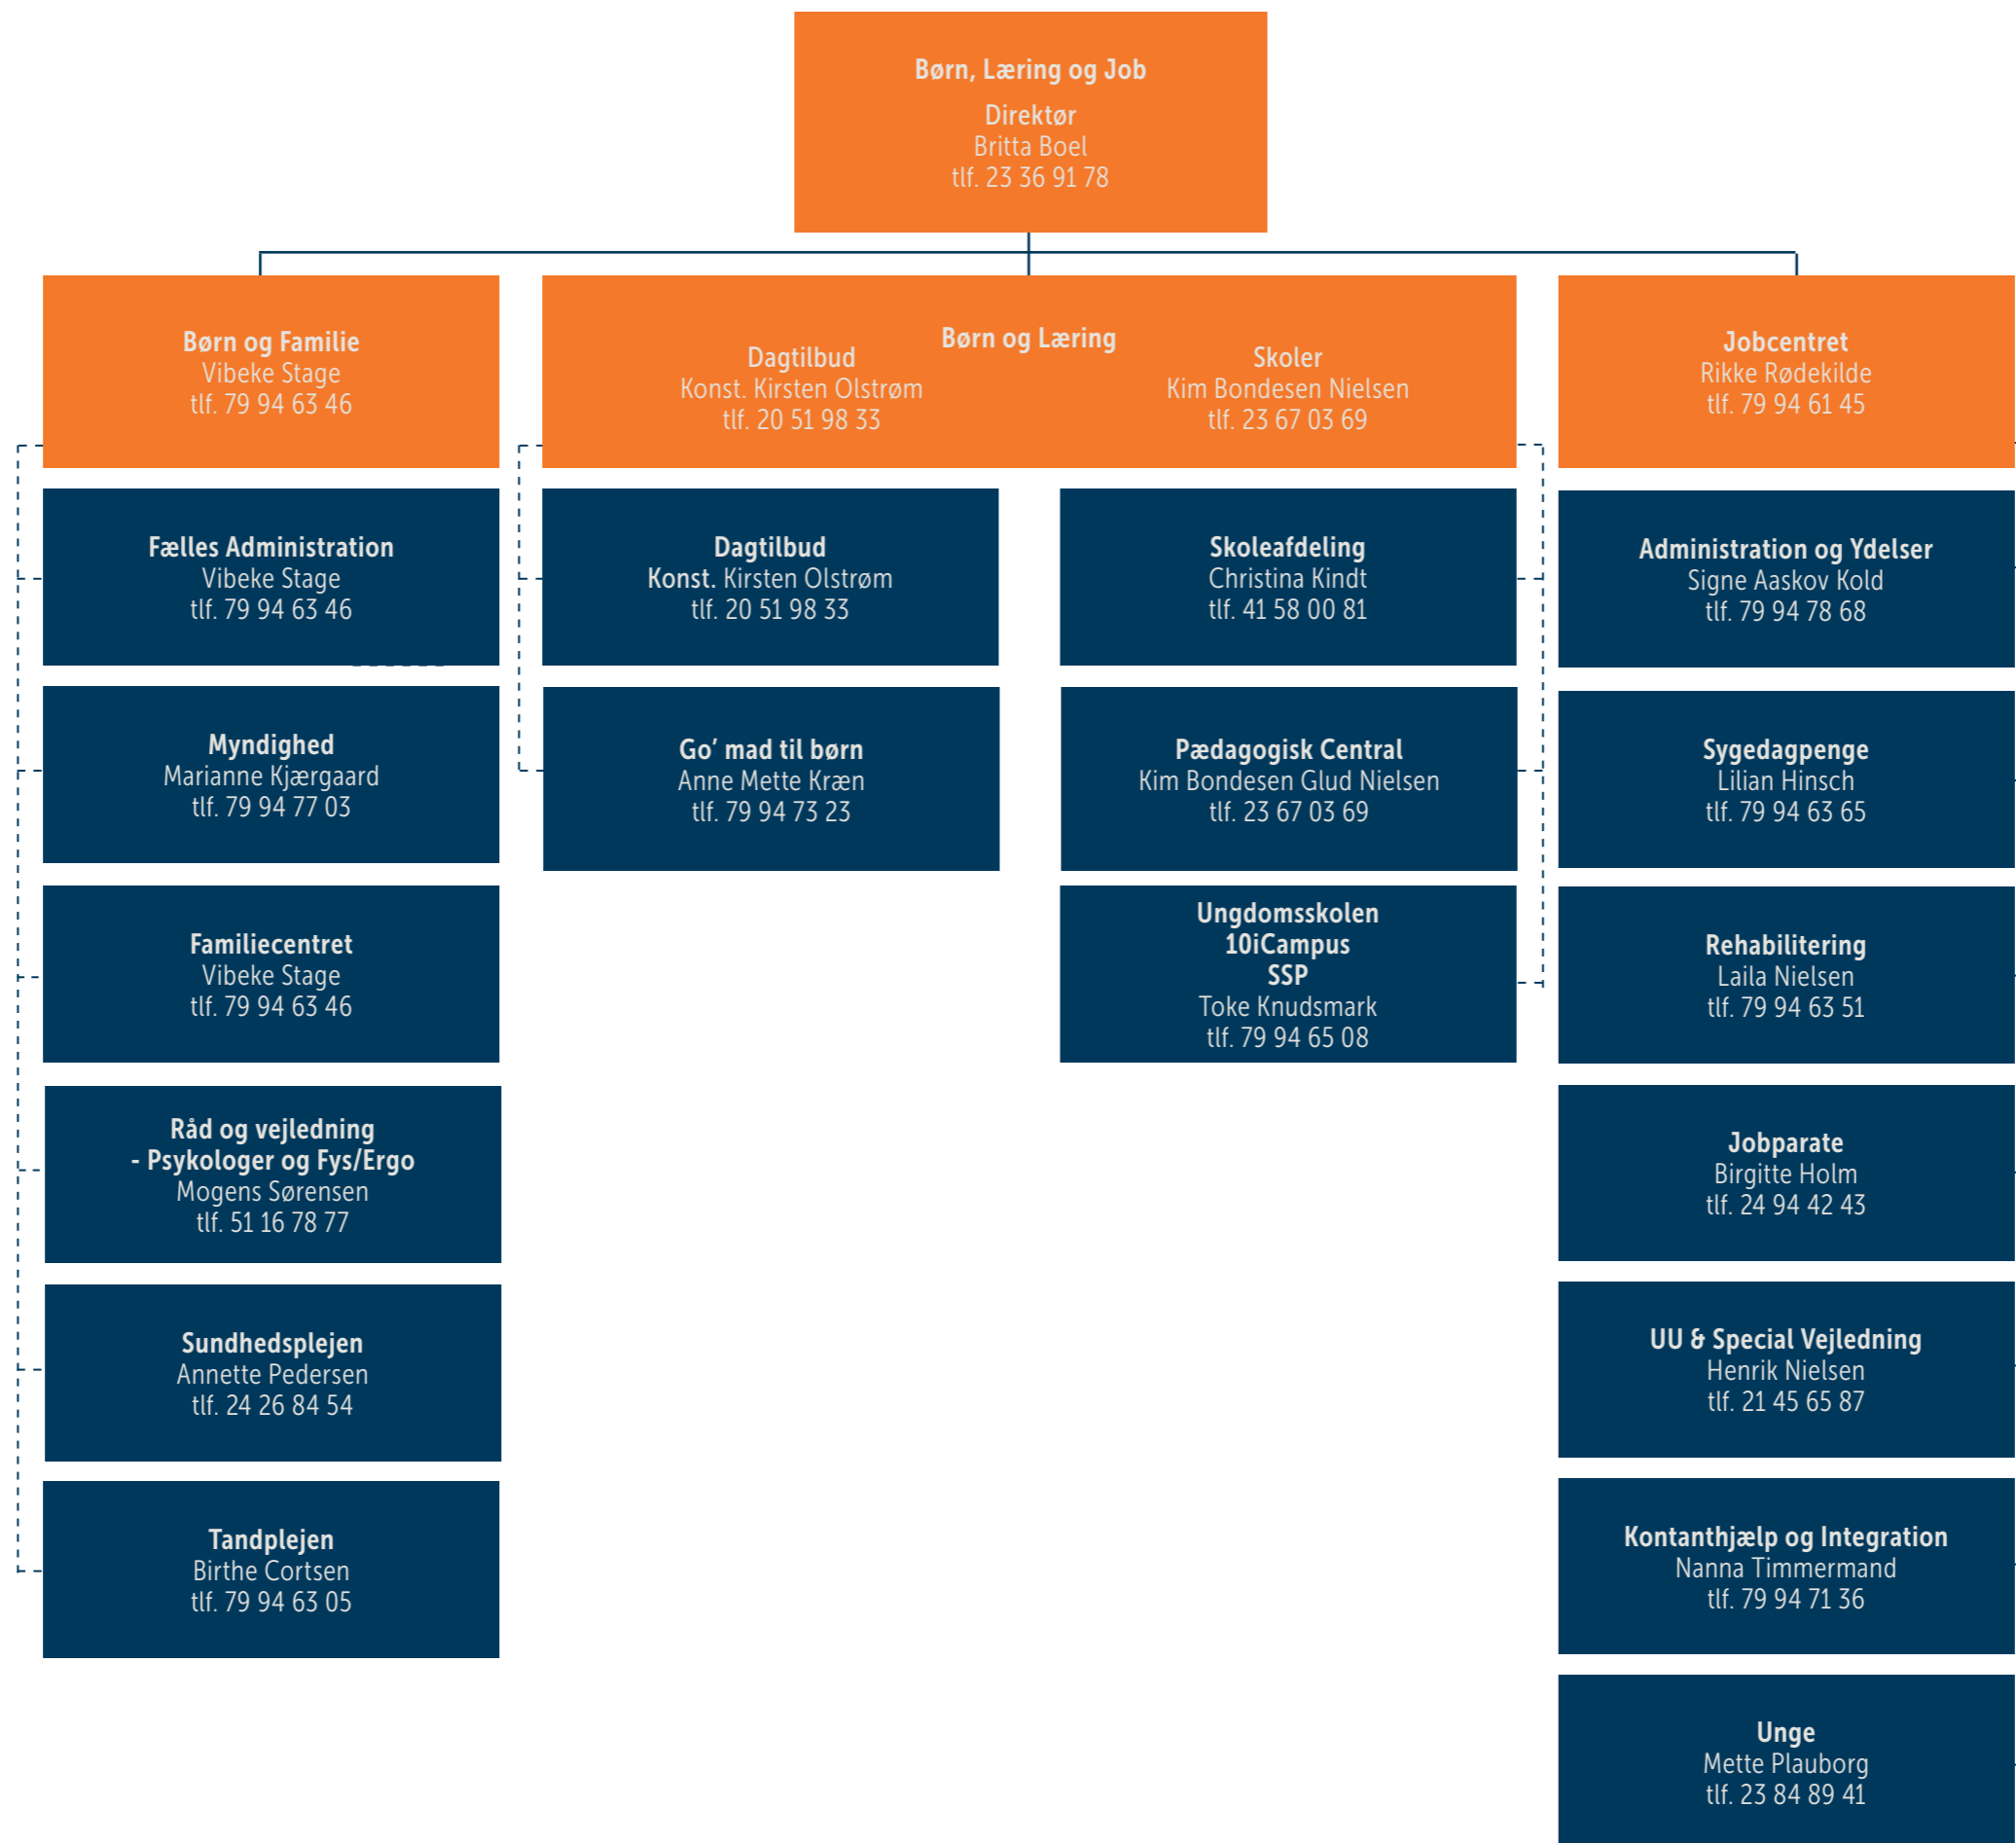 Børn, Læring og Job
Direktør
Britta Boel
tlf. 23 36 91 78
Børn og Familie
Vibeke Stage
tlf. 79 94 63 46
Børn og Læring
Dagtilbud
Konst. Kirsten Olstrøm
tlf. 20 51 98 33
Skoler
Kim Bondesen Nielsen
tlf. 23 67 03 69
Jobcentret
Rikke Rødekilde
tlf. 79 94 61 45
Fælles Administration
Vibeke Stage
tlf. 79 94 63 46
Myndighed
Marianne Kjærgaard
tlf. 79 94 77 03
Familiecentret
Vibeke Stage
tlf. 79 94 63 46
Råd og vejledning
- Psykologer og Fys/Ergo
Mogens Sørensen
tlf. 51 16 78 77
Sundhedsplejen
Annette Pedersen
tlf. 24 26 84 54
Tandplejen
Birthe Cortsen
tlf. 79 94 63 05
Dagtilbud
Konst. Kirsten Olstrøm
tlf. 20 51 98 33
Go’ mad til børn
Anne Mette Kræn
tlf. 79 94 73 23
Skoleafdeling
Christina Kindt
tlf. 41 58 00 81
Pædagogisk Central
Kim Bondesen Glud Nielsen
tlf. 23 67 03 69
Ungdomsskolen
10iCampus
SSP
Toke Knudsmark
tlf. 79 94 65 08
Administration og Ydelser
Signe Aaskov Kold
tlf. 79 94 78 68
Sygedagpenge
Lilian Hinsch
tlf. 79 94 63 65
Rehabilitering
Laila Nielsen
tlf. 79 94 63 51
Jobparate
Birgitte Holm
tlf. 24 94 42 43
UU & Special Vejledning
Henrik Nielsen
tlf. 21 45 65 87
Kontanthjælp og Integration
Nanna Timmermand
tlf. 79 94 71 36
Unge
Mette Plauborg
tlf. 23 84 89 41